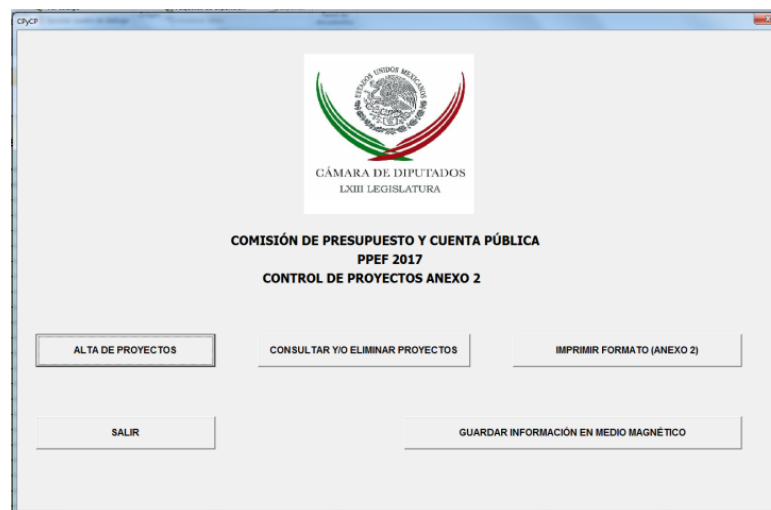 CPyCP
ESTADOS UNIDOS MEXICANOS
CÁMARA DE DIPUTADOS
LXIII LEGISLATURA
COMISIÓN DE PRESUPUESTO Y CUENTA PÚBLICA
PPEF 2017
CONTROL DE PROYECTOS ANEXO 2
ALTA DE PROYECTOS
CONSULTAR Y/O ELIMINAR PROYECTOS
IMPRIMIR FORMATO (ANEXO 2)
SALIR
GUARDAR INFORMACIÓN EN MEDIO MAGNÉTICO